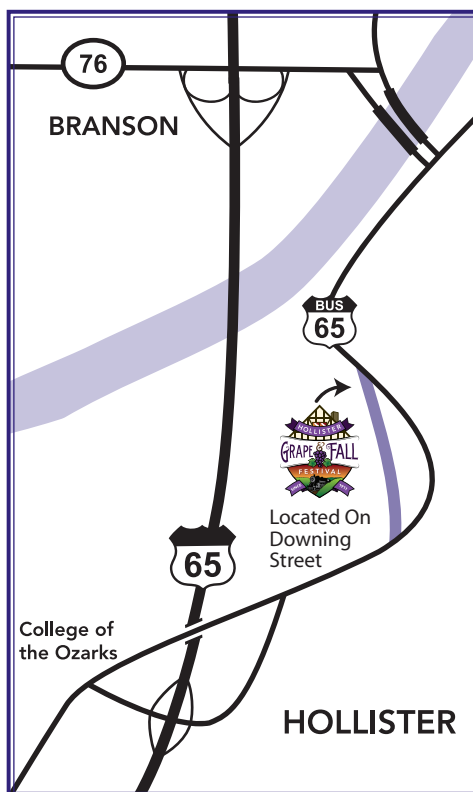 76
BRANSON
BUS
65
HOLLISTER
GRAPE & FALL
FESTIVAL
Located On
Downing
Street
65
College of
the Ozarks
HOLLISTER